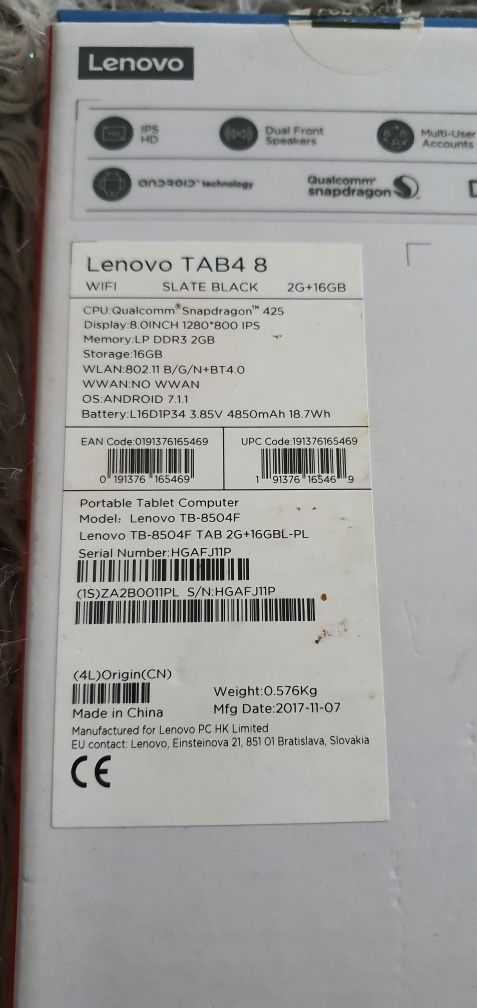 Lenovo
IPS
HD
Dual Front
Speakers
Multi-User
Accounts
ANDROID technology
Qualcomm
snapdragon
Lenovo TAB4 8
WIFI SLATE BLACK 2G+16GB
CPU:Qualcomm® Snapdragon™ 425
Display:8.0INCH 1280*800 IPS
Memory:LP DDR3 2GB
Storage:16GB
WLAN:802.11 B/G/N+BT4.0
WWAN:NO WWAN
OS:ANDROID 7.1.1
Battery:L16D1P34 3.85V 4850mAh 18.7Wh
EAN Code:0191376165469 UPC Code:191376165469
0 191376 165469 1 91376 16546 9
Portable Tablet Computer
Model: Lenovo TB-8504F
Lenovo TB-8504F TAB 2G+16GBL-PL
Serial Number:HGAFJ11P
(1S)ZA2B0011PL S/N:HGAFJ11P
(4L)Origin(CN)
Weight:0.576Kg
Made in China Mfg Date:2017-11-07
Manufactured for Lenovo PC HK Limited
EU contact: Lenovo, Einsteinova 21, 851 01 Bratislava, Slovakia
CE